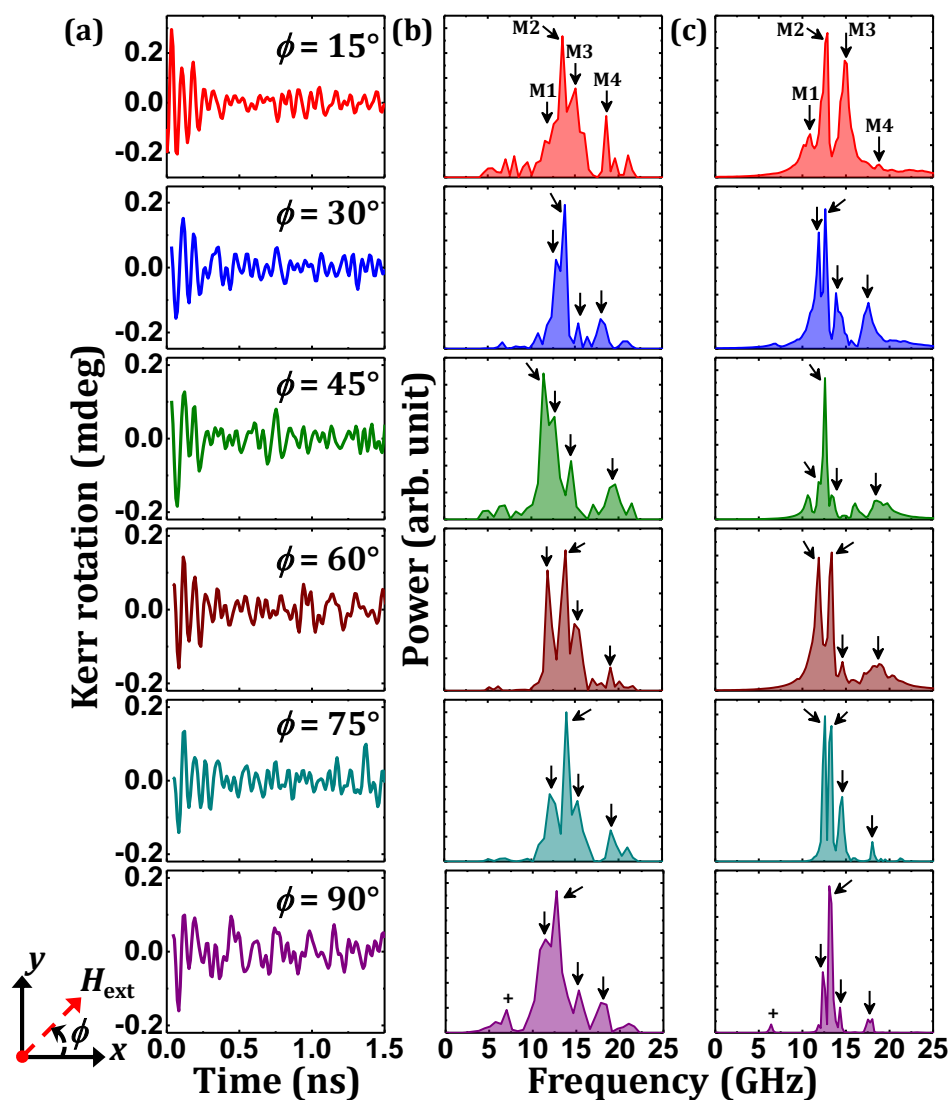 (a)
(b)
(c)
0.2
0.0
-0.2
ϕ = 15°
M1
M2
M3
M4
M1
M2
M3
M4
0.2
0.0
-0.2
ϕ = 30°
0.2
0.0
-0.2
ϕ = 45°
0.2
0.0
-0.2
ϕ = 60°
0.2
0.0
-0.2
ϕ = 75°
0.2
0.0
-0.2
ϕ = 90°
+
+
Kerr rotation (mdeg)
Power (arb. unit)
y
H_ext
ϕ
x
0.0 0.5 1.0 1.5
0 5 10 15 20 25
0 5 10 15 20 25
Time (ns)
Frequency (GHz)